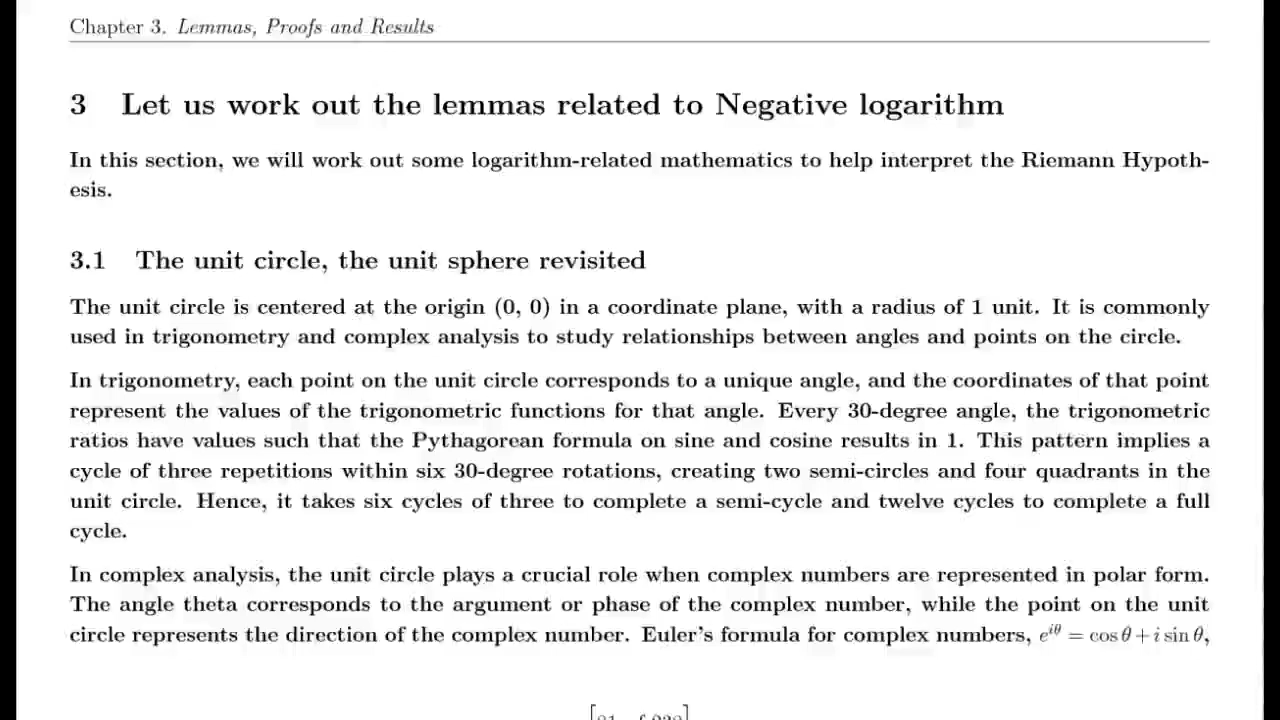 Chapter 3. Lemmas, Proofs and Results
3 Let us work out the lemmas related to Negative logarithm
In this section, we will work out some logarithm-related mathematics to help interpret the Riemann Hypoth-
esis.
3.1 The unit circle, the unit sphere revisited
The unit circle is centered at the origin (0, 0) in a coordinate plane, with a radius of 1 unit. It is commonly
used in trigonometry and complex analysis to study relationships between angles and points on the circle.
In trigonometry, each point on the unit circle corresponds to a unique angle, and the coordinates of that point
represent the values of the trigonometric functions for that angle. Every 30-degree angle, the trigonometric
ratios have values such that the Pythagorean formula on sine and cosine results in 1. This pattern implies a
cycle of three repetitions within six 30-degree rotations, creating two semi-circles and four quadrants in the
unit circle. Hence, it takes six cycles of three to complete a semi-cycle and twelve cycles to complete a full
cycle.
In complex analysis, the unit circle plays a crucial role when complex numbers are represented in polar form.
The angle theta corresponds to the argument or phase of the complex number, while the point on the unit
circle represents the direction of the complex number. Euler's formula for complex numbers, e^{iθ} = cos θ + i sin θ,